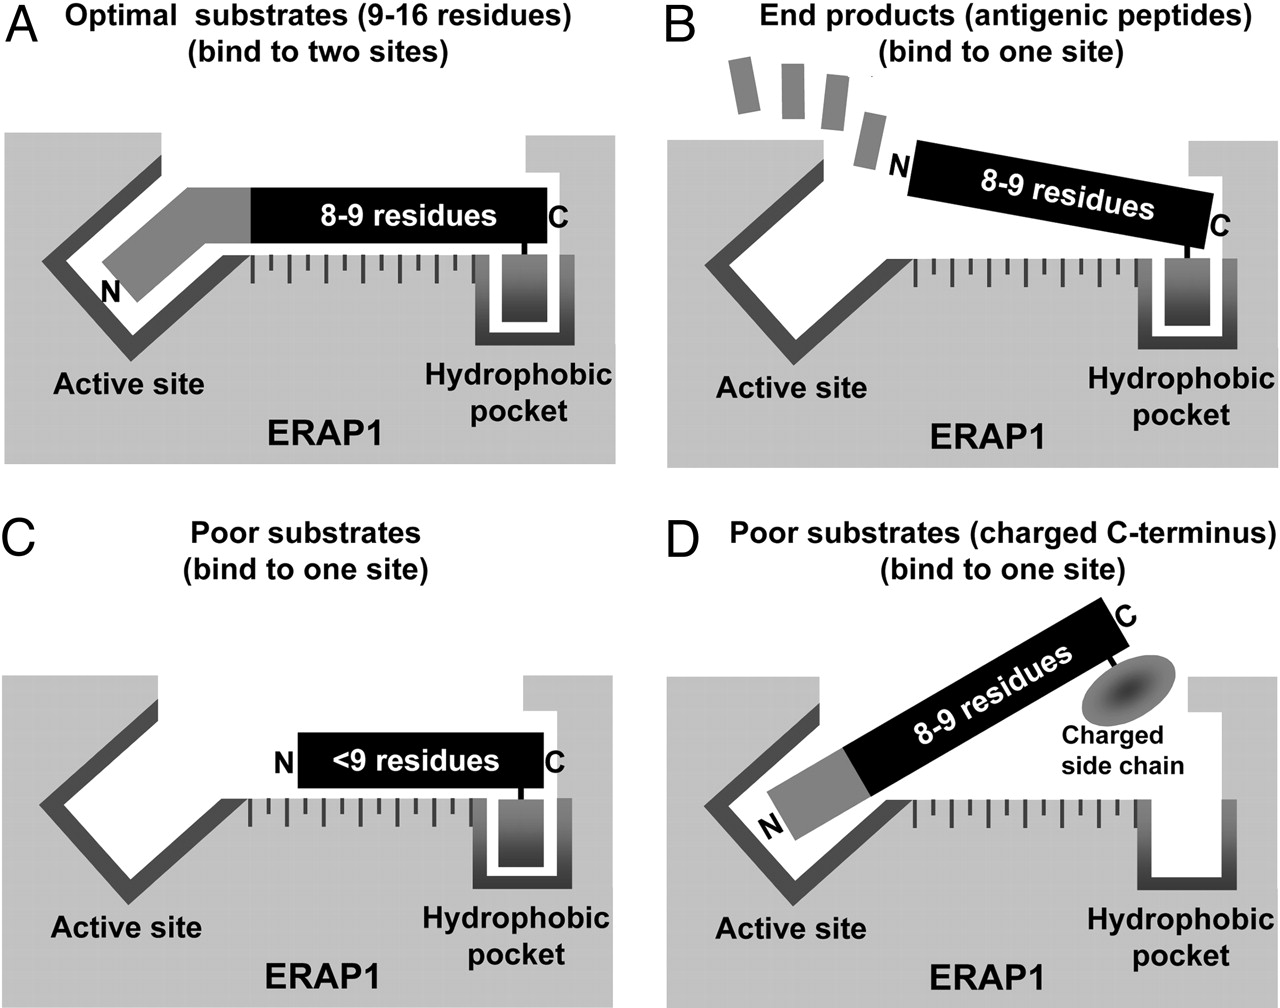 A
Optimal substrates (9-16 residues)
(bind to two sites)
8-9 residues
C
N
Active site
Hydrophobic
pocket
ERAP1
B
End products (antigenic peptides)
(bind to one site)
N
8-9 residues
C
Active site
Hydrophobic
pocket
ERAP1
C
Poor substrates
(bind to one site)
N
<9 residues
C
Active site
Hydrophobic
pocket
ERAP1
D
Poor substrates (charged C-terminus)
(bind to one site)
C
8-9 residues
Charged
side chain
N
Active site
Hydrophobic
pocket
ERAP1